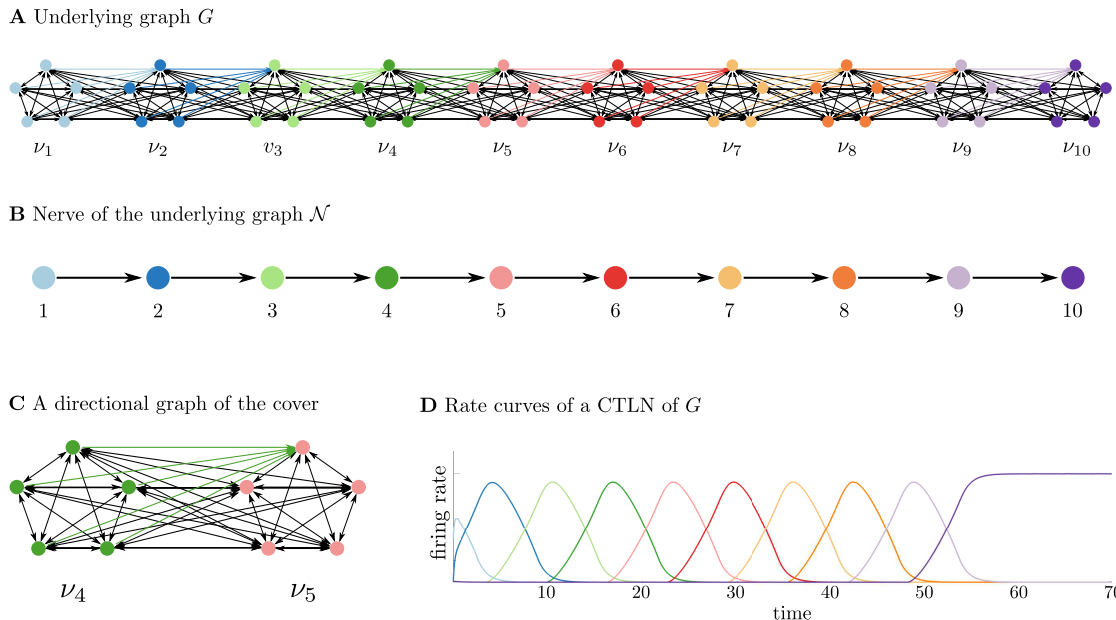 A Underlying graph G
ν1 ν2 v3 ν4 ν5 ν6 ν7 ν8 ν9 ν10
B Nerve of the underlying graph 𝒩
1 2 3 4 5 6 7 8 9 10
C A directional graph of the cover
ν4 ν5
D Rate curves of a CTLN of G
firing rate
10 20 30 40 50 60 70
time